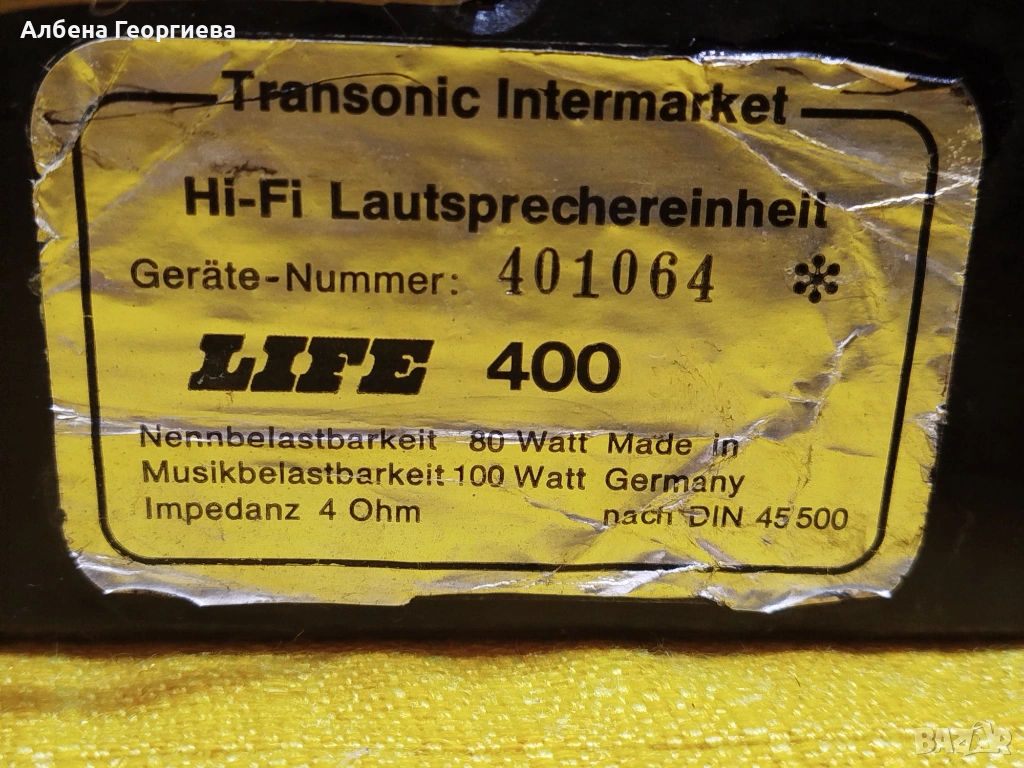 Албена Георгиева
Transonic Intermarket
Hi-Fi Lautsprechereinheit
Geräte-Nummer: 401064 *
LIFE 400
Nennbelastbarkeit 80 Watt Made in
Musikbelastbarkeit 100 Watt Germany
Impedanz 4 Ohm nach DIN 45 500
BAZAR